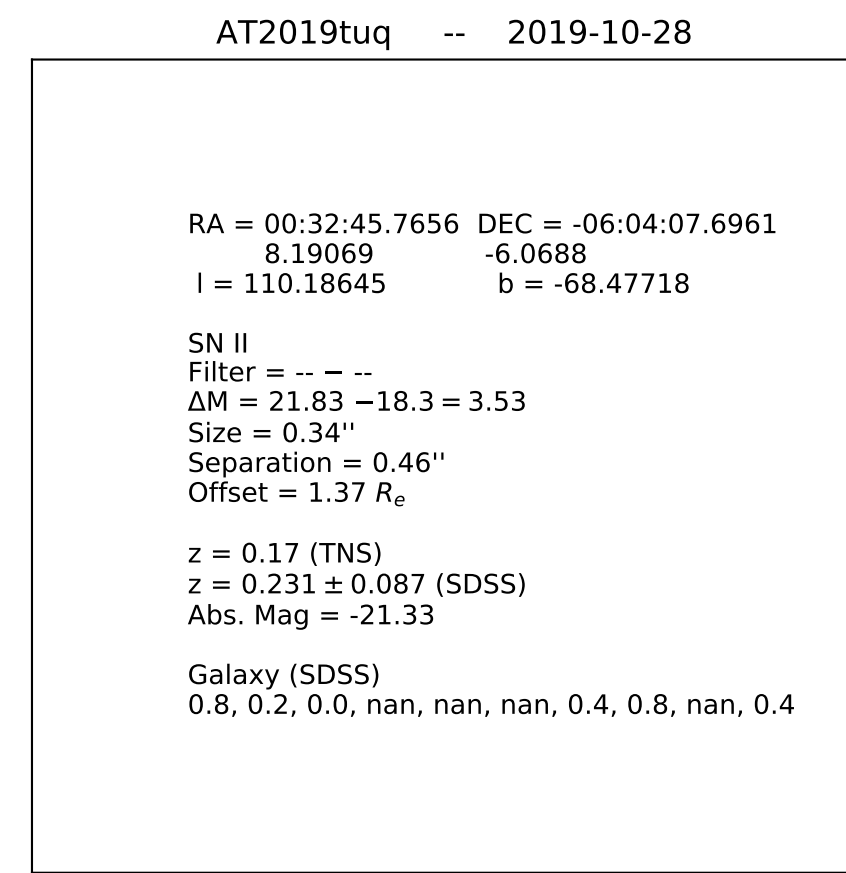 AT2019tuq -- 2019-10-28
RA = 00:32:45.7656 DEC = -06:04:07.6961
8.19069 -6.0688
l = 110.18645 b = -68.47718
SN II
Filter = -- − --
ΔM = 21.83 −18.3 = 3.53
Size = 0.34''
Separation = 0.46''
Offset = 1.37 Rₑ
z = 0.17 (TNS)
z = 0.231 ± 0.087 (SDSS)
Abs. Mag = -21.33
Galaxy (SDSS)
0.8, 0.2, 0.0, nan, nan, nan, 0.4, 0.8, nan, 0.4